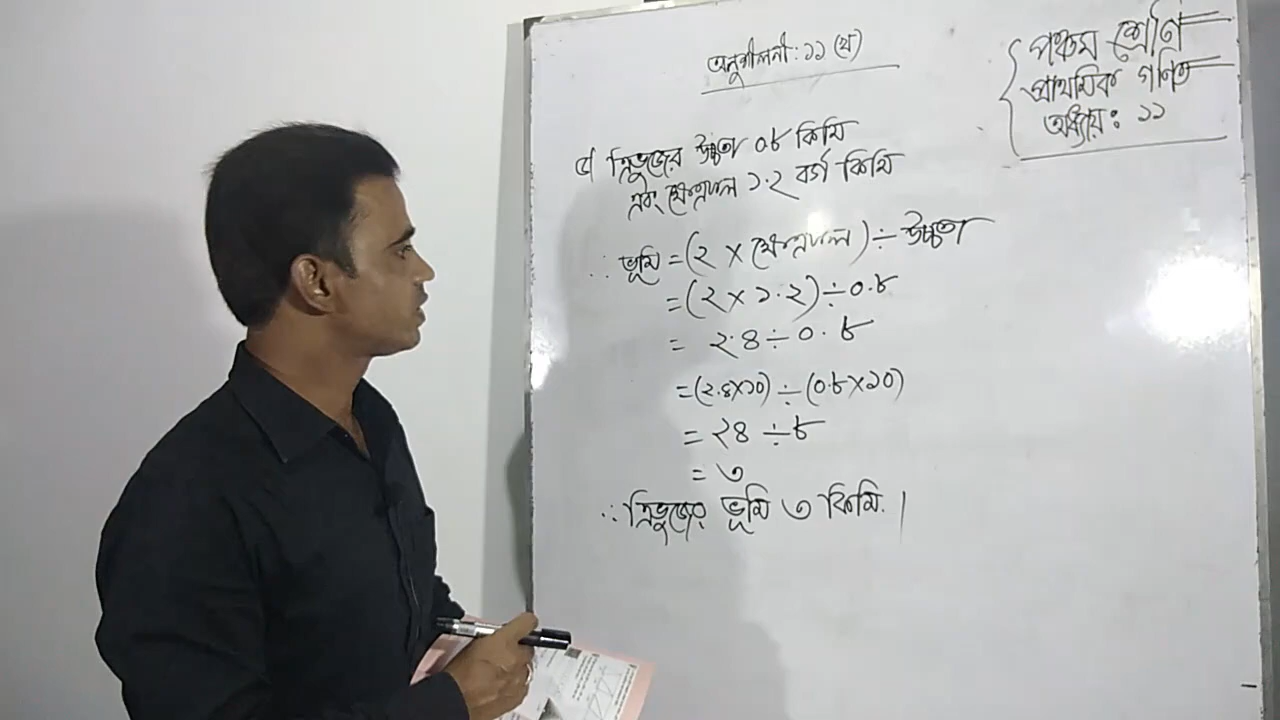 অনুশীলনী: ১১ (খ)
পঞ্চম শ্রেণি
প্রাথমিক গণিত
অধ্যায়: ১১
৫) ত্রিভুজের উচ্চতা ০.৮ কিমি
এবং ক্ষেত্রফল ১.২ বর্গ কিমি
∴ ভূমি = (২ × ক্ষেত্রফল) ÷ উচ্চতা
= (২ × ১.২) ÷ ০.৮
= ২.৪ ÷ ০.৮
= (২.৪×১০) ÷ (০.৮×১০)
= ২৪ ÷ ৮
= ৩
∴ ত্রিভুজের ভূমি ৩ কিমি.।